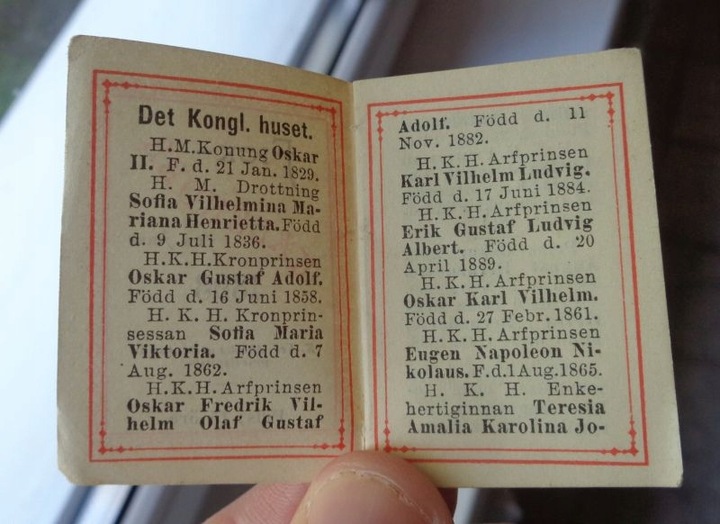 Det Kongl. huset.
H.M. Konung Oskar
II. F. d. 21 Jan. 1829.
H. M. Drottning
Sofia Vilhelmina Ma-
riana Henrietta. Född
d. 9 Juli 1836.
H.K.H. Kronprinsen
Oskar Gustaf Adolf.
Född d. 16 Juni 1858.
H. K. H. Kronprin-
sessan Sofia Maria
Viktoria. Född d. 7
Aug. 1862.
H.K.H. Arfprinsen
Oskar Fredrik Vil-
helm Olaf Gustaf
Adolf. Född d. 11
Nov. 1882.
H. K. H. Arfprinsen
Karl Vilhelm Ludvig.
Född d. 17 Juni 1884.
H. K. H. Arfprinsen
Erik Gustaf Ludvig
Albert. Född d. 20
April 1889.
H. K. H. Arfprinsen
Oskar Karl Vilhelm.
Född d. 27 Febr. 1861.
H. K. H. Arfprinsen
Eugen Napoleon Ni-
kolaus. F. d. 1 Aug. 1865.
H. K. H. Enke-
hertiginnan Teresia
Amalia Karolina Jo-